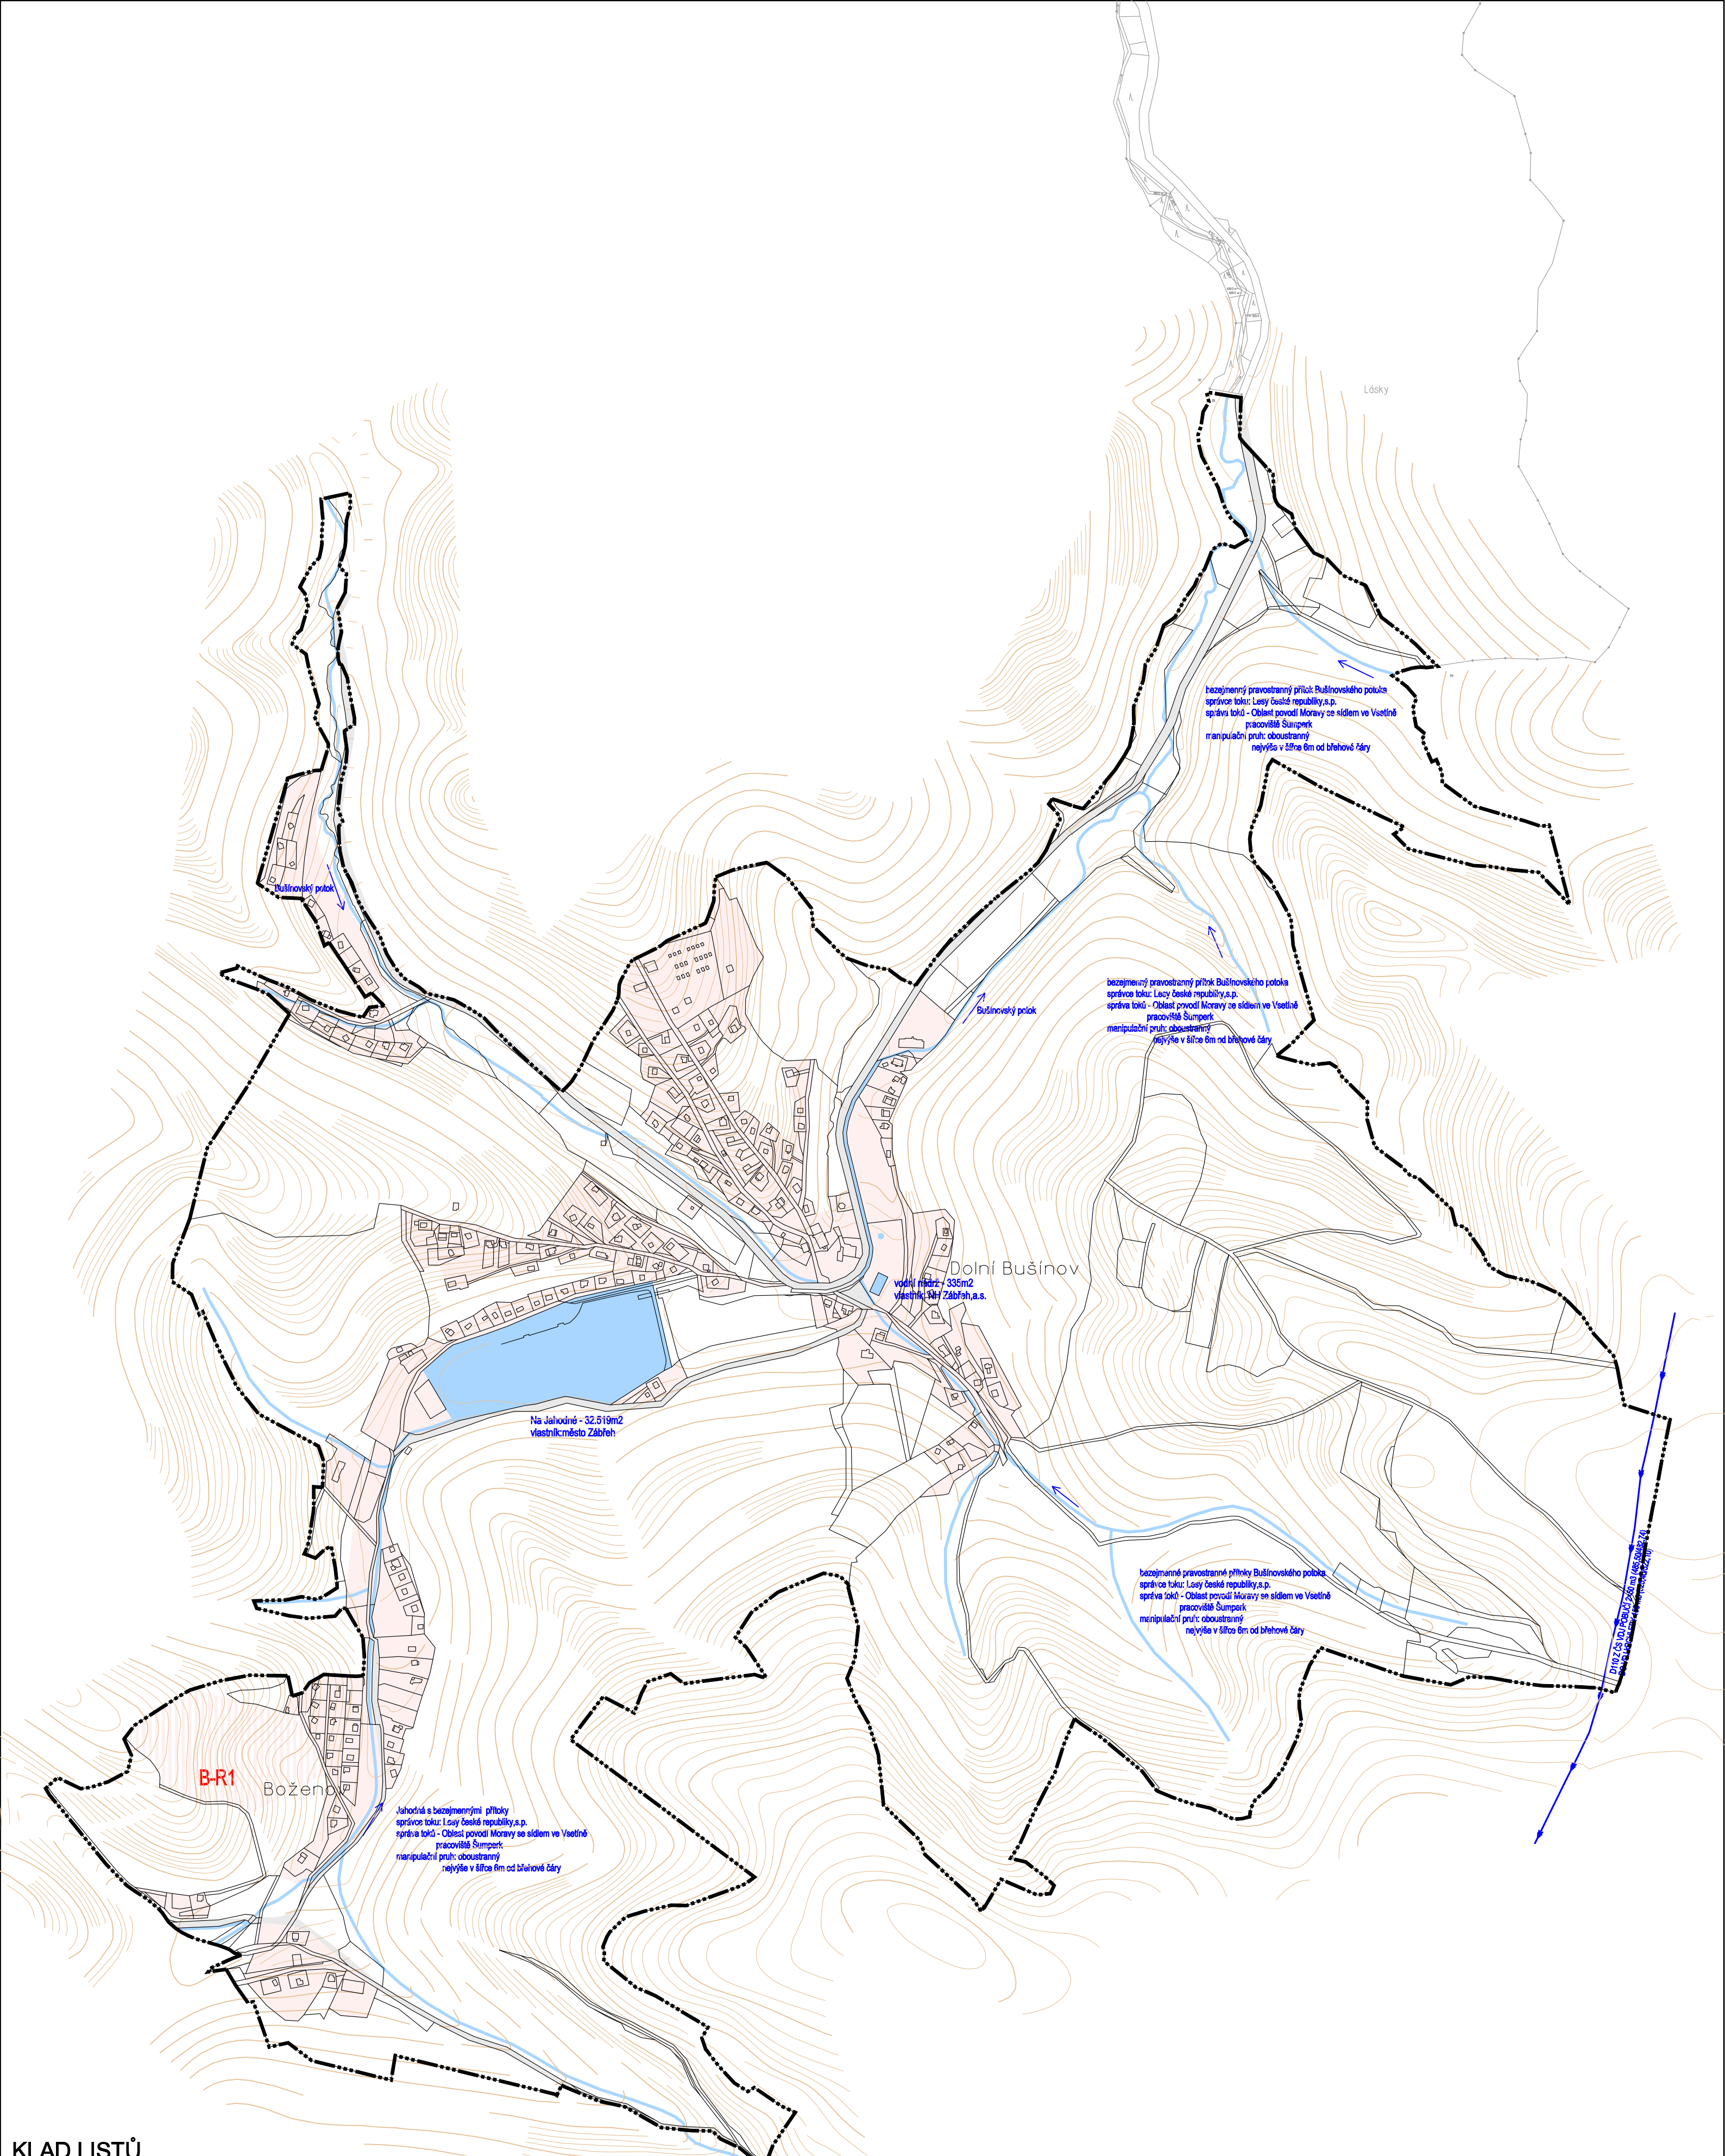 Lásky
bezejmenný pravostranný přítok Bušínovského potoka
správce toku: Lesy české republiky,s.p.
správa toků - Oblast povodí Moravy se sídlem ve Vsetíně
pracoviště Šumperk
manipulační pruh: oboustranný
nejvýše v šířce 6m od břehové čáry
Bušínovský potok
bezejmenný pravostranný přítok Bušínovského potoka
správce toku: Lesy české republiky,s.p.
správa toků - Oblast povodí Moravy se sídlem ve Vsetíně
pracoviště Šumperk
manipulační pruh: oboustranný
nejvýše v šířce 6m od břehové čáry
Bušínovský potok
Dolní Bušínov
vodní nádrž - 335m2
vlastník: NH Zábřeh,a.s.
Na Jahodné - 32.519m2
vlastník:město Zábřeh
bezejmenné pravostranné přítoky Bušínovského potoka
správce toku: Lesy české republiky,s.p.
správa toků - Oblast povodí Moravy se sídlem ve Vsetíně
pracoviště Šumperk
manipulační pruh: oboustranný
nejvýše v šířce 6m od břehové čáry
B-R1
Boženov
Jahodná s bezejmennými přítoky
správce toku: Lesy české republiky,s.p.
správa toků - Oblast povodí Moravy se sídlem ve Vsetíně
pracoviště Šumperk
manipulační pruh: oboustranný
nejvýše v šířce 6m od břehové čáry
KLAD LISTŮ